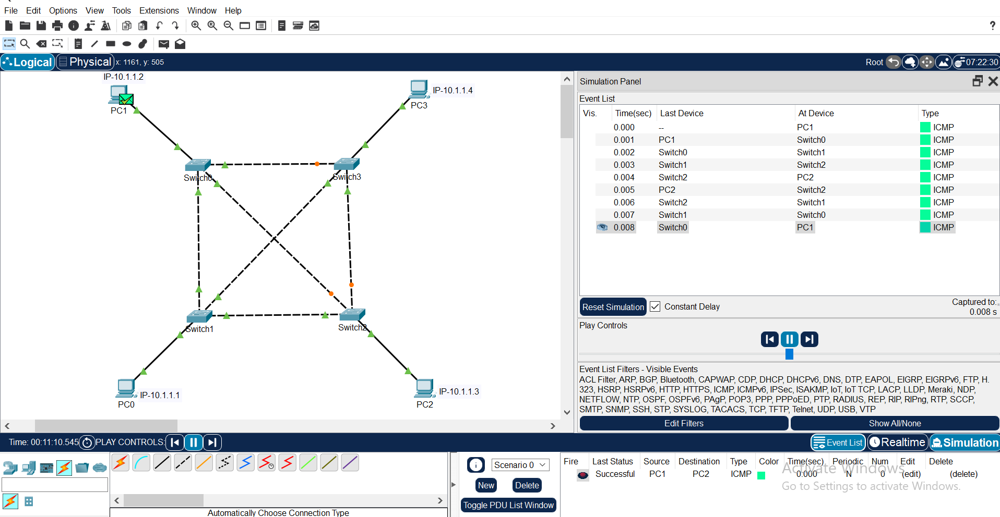 File Edit Options View Tools Extensions Window Help
?
Logical Physical x: 1161, y: 505 Root 07:22:30
IP-10.1.1.2
PC1
IP-10.1.1.4
PC3
Switch0
Switch3
Switch1
Switch2
IP-10.1.1.1
PC0
IP-10.1.1.3
PC2
Simulation Panel
Event List
Vis. Time(sec) Last Device At Device Type
0.000 -- PC1 ICMP
0.001 PC1 Switch0 ICMP
0.002 Switch0 Switch1 ICMP
0.003 Switch1 Switch2 ICMP
0.004 Switch2 PC2 ICMP
0.005 PC2 Switch2 ICMP
0.006 Switch2 Switch1 ICMP
0.007 Switch1 Switch0 ICMP
0.008 Switch0 PC1 ICMP
Reset Simulation Constant Delay Captured to:
0.008 s
Play Controls
Event List Filters - Visible Events
ACL Filter, ARP, BGP, Bluetooth, CAPWAP, CDP, DHCP, DHCPv6, DNS, DTP, EAPOL, EIGRP, EIGRPv6, FTP, H.
323, HSRP, HSRPv6, HTTP, HTTPS, ICMP, ICMPv6, IPSec, ISAKMP, IoT, IoT TCP, LACP, LLDP, Meraki, NDP,
NETFLOW, NTP, OSPF, OSPFv6, PAgP, POP3, PPP, PPPoED, PTP, RADIUS, REP, RIP, RIPng, RTP, SCCP,
SMTP, SNMP, SSH, STP, SYSLOG, TACACS, TCP, TFTP, Telnet, UDP, USB, VTP
Edit Filters Show All/None
Time: 00:11:10.545 PLAY CONTROLS: Event List Realtime Simulation
Scenario 0
New Delete
Toggle PDU List Window
Automatically Choose Connection Type
Fire Last Status Source Destination Type Color Time(sec) Periodic Num Edit Delete
Successful PC1 PC2 ICMP 0.000 N 0 (edit) (delete)
Activate Windows
Go to Settings to activate Windows.